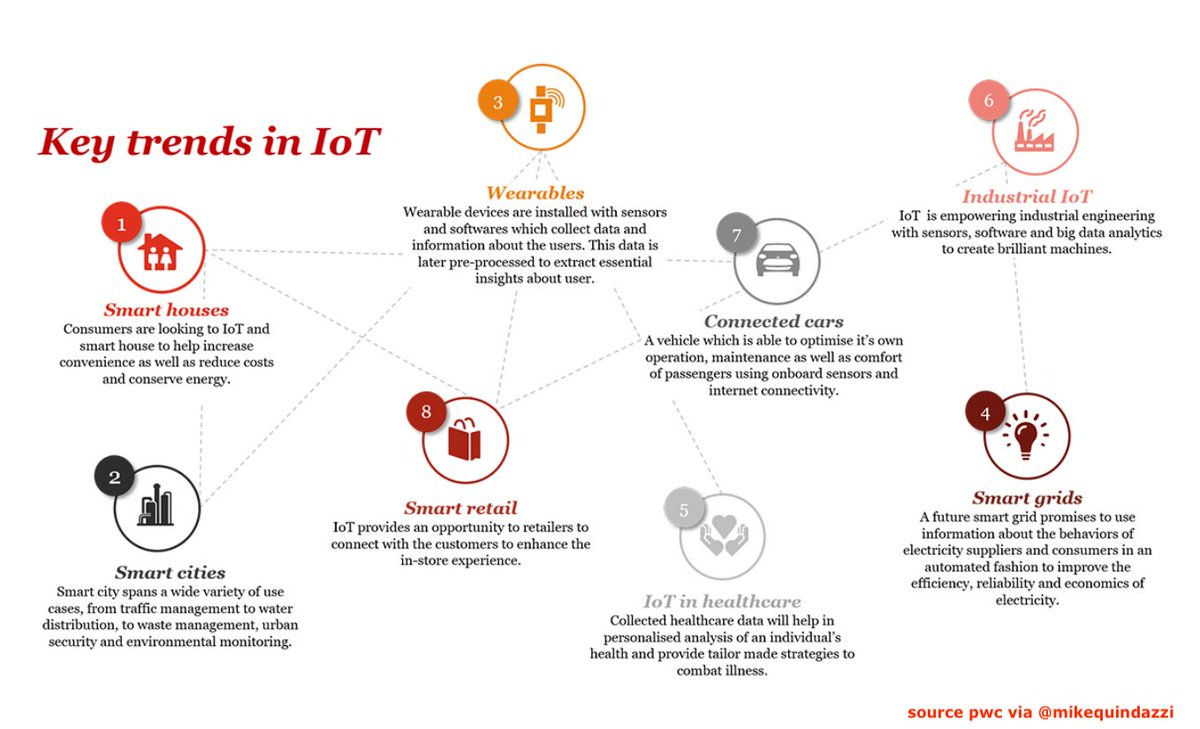 Key trends in IoT
1
Smart houses
Consumers are looking to IoT and
smart house to help increase
convenience as well as reduce costs
and conserve energy.
2
Smart cities
Smart city spans a wide variety of use
cases, from traffic management to water
distribution, to waste management, urban
security and environmental monitoring.
3
Wearables
Wearable devices are installed with sensors
and softwares which collect data and
information about the users. This data is
later pre-processed to extract essential
insights about user.
8
Smart retail
IoT provides an opportunity to retailers to
connect with the customers to enhance the
in-store experience.
7
Connected cars
A vehicle which is able to optimise it's own
operation, maintenance as well as comfort
of passengers using onboard sensors and
internet connectivity.
5
IoT in healthcare
Collected healthcare data will help in
personalised analysis of an individual's
health and provide tailor made strategies to
combat illness.
6
Industrial IoT
IoT is empowering industrial engineering
with sensors, software and big data analytics
to create brilliant machines.
4
Smart grids
A future smart grid promises to use
information about the behaviors of
electricity suppliers and consumers in an
automated fashion to improve the
efficiency, reliability and economics of
electricity.
source pwc via @mikequindazzi